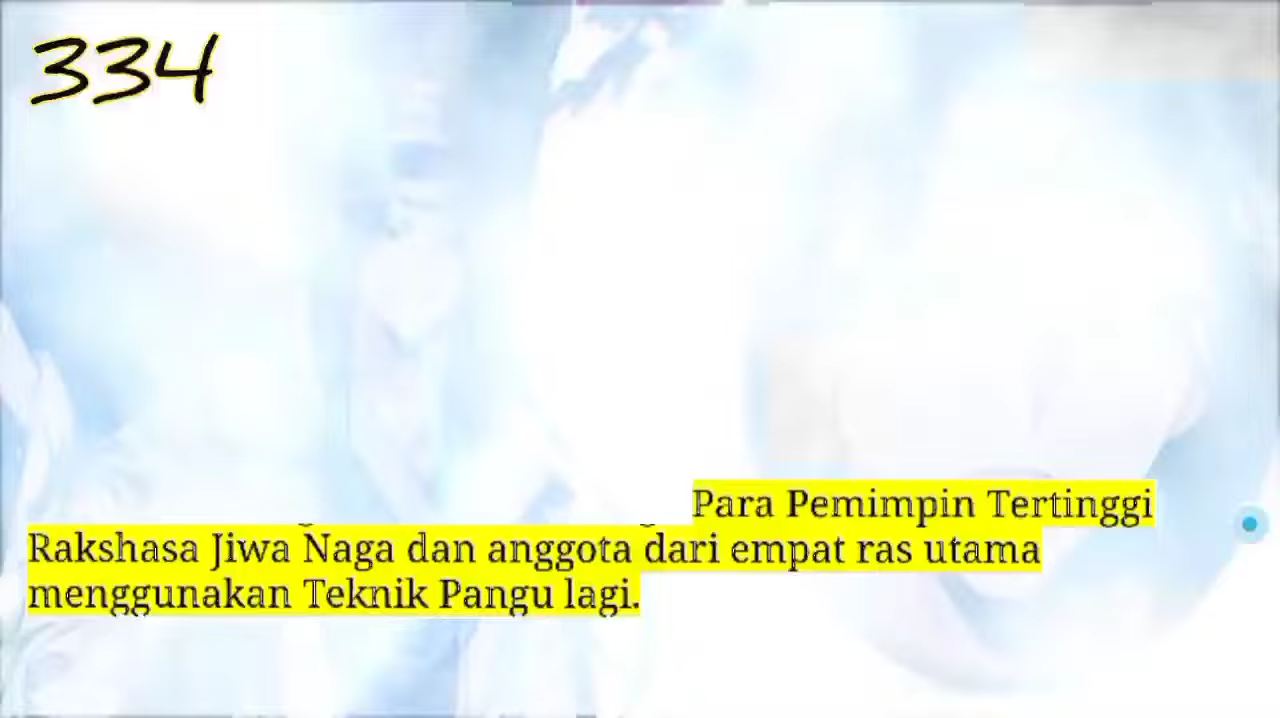 334
Para Pemimpin Tertinggi
Rakshasa Jiwa Naga dan anggota dari empat ras utama
menggunakan Teknik Pangu lagi.